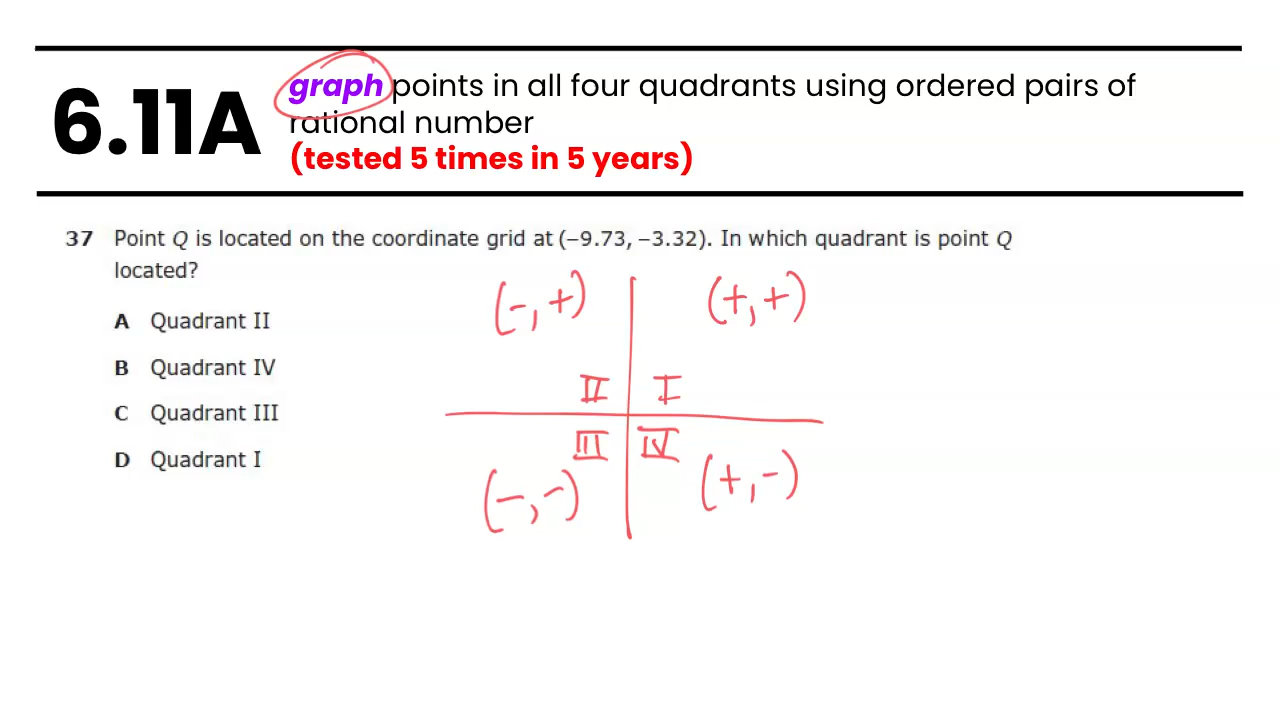 6.11A
graph points in all four quadrants using ordered pairs of
rational number
(tested 5 times in 5 years)
37 Point Q is located on the coordinate grid at (−9.73, −3.32). In which quadrant is point Q
located?
A Quadrant II
B Quadrant IV
C Quadrant III
D Quadrant I
(-, +) (+, +)
II I
III IV
(-, -) (+, -)